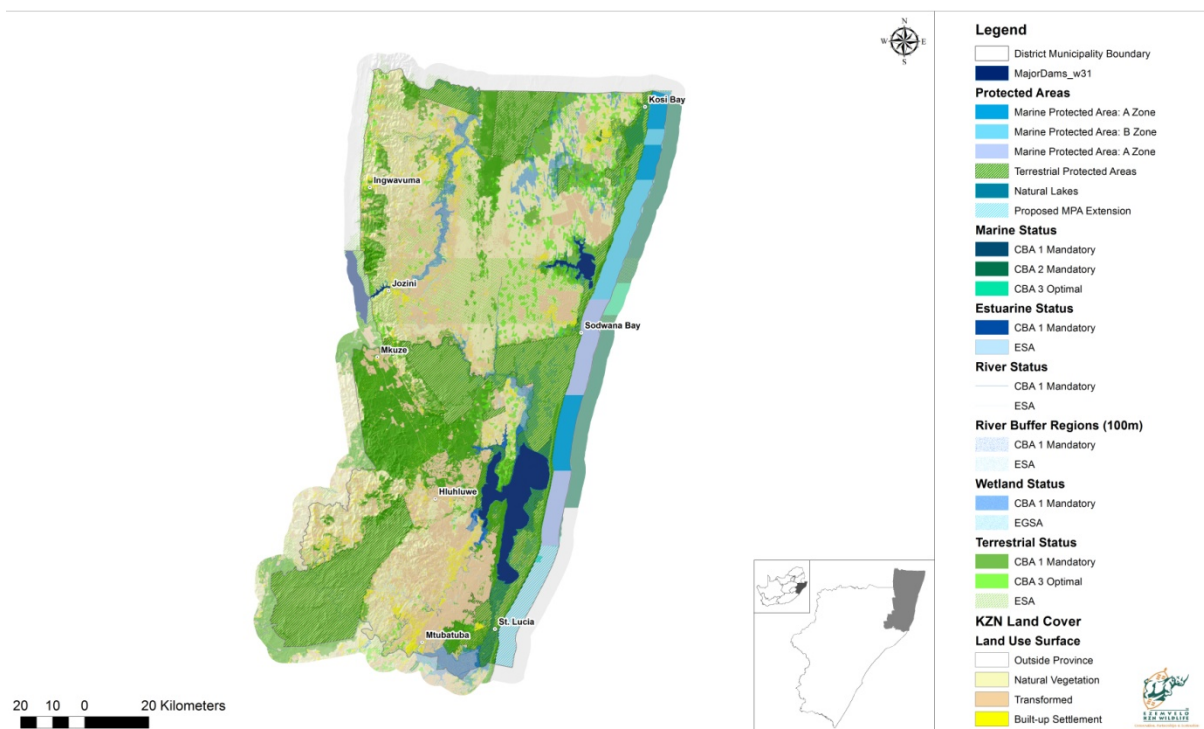 N
W E
S
Kosi Bay
Ingwavuma
Jozini
Sodwana Bay
Mkuze
Hluhluwe
St. Lucia
Mtubatuba
20 10 0 20 Kilometers
Legend
District Municipality Boundary
MajorDams_w31
Protected Areas
Marine Protected Area: A Zone
Marine Protected Area: B Zone
Marine Protected Area: A Zone
Terrestrial Protected Areas
Natural Lakes
Proposed MPA Extension
Marine Status
CBA 1 Mandatory
CBA 2 Mandatory
CBA 3 Optimal
Estuarine Status
CBA 1 Mandatory
ESA
River Status
CBA 1 Mandatory
ESA
River Buffer Regions (100m)
CBA 1 Mandatory
ESA
Wetland Status
CBA 1 Mandatory
EGSA
Terrestrial Status
CBA 1 Mandatory
CBA 3 Optimal
ESA
KZN Land Cover
Land Use Surface
Outside Province
Natural Vegetation
Transformed
Built-up Settlement
EZEMVELO
KZN WILDLIFE